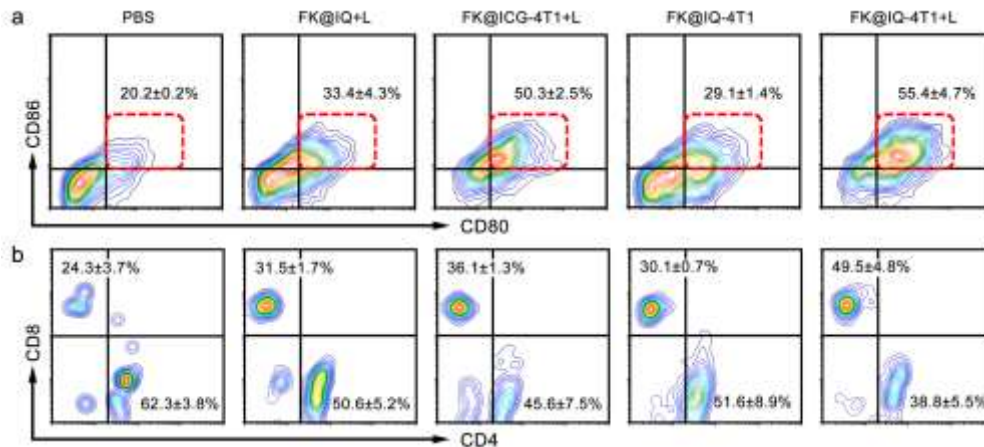 a
PBS
FK@IQ+L
FK@ICG-4T1+L
FK@IQ-4T1
FK@IQ-4T1+L
20.2±0.2%
33.4±4.3%
50.3±2.5%
29.1±1.4%
55.4±4.7%
CD86
CD80
b
24.3±3.7%
31.5±1.7%
36.1±1.3%
30.1±0.7%
49.5±4.8%
CD8
62.3±3.8%
50.6±5.2%
45.6±7.5%
51.6±8.9%
38.8±5.5%
CD4